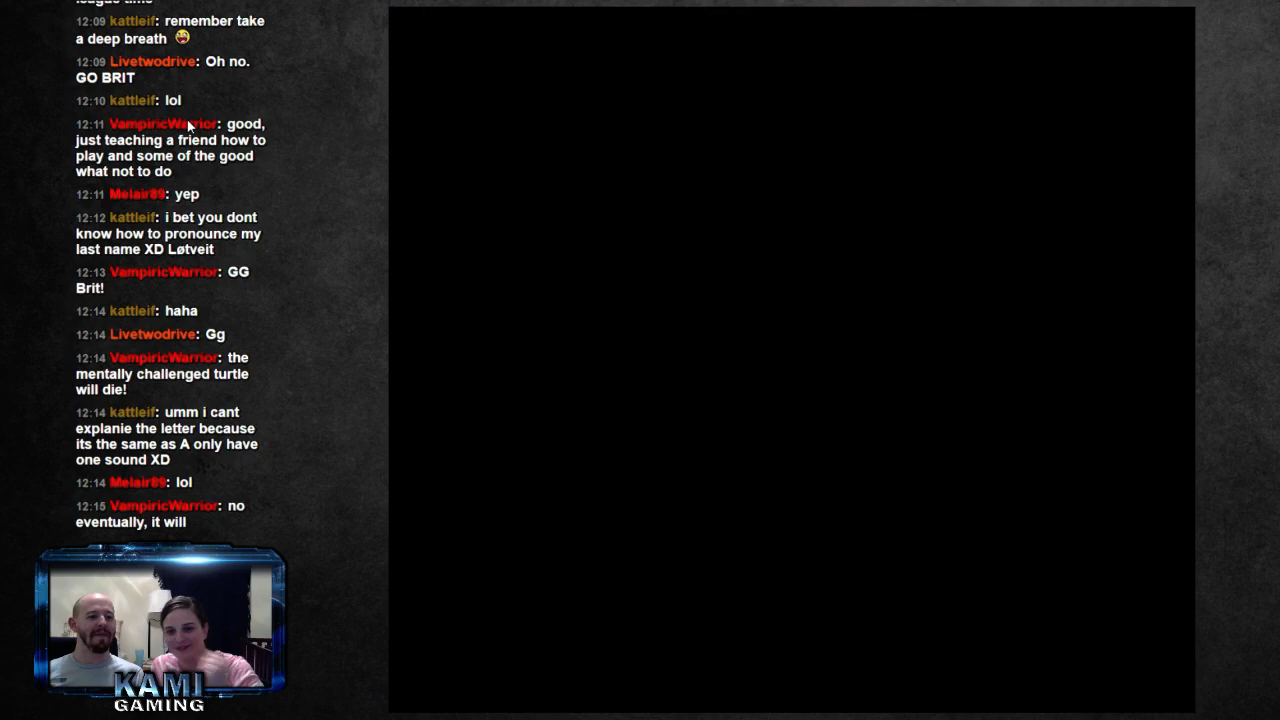 league time
12:09 kattleif: remember take
a deep breath
12:09 Livetwodrive: Oh no.
GO BRIT
12:10 kattleif: lol
12:11 VampiricWarrior: good,
just teaching a friend how to
play and some of the good
what not to do
12:11 Melair89: yep
12:12 kattleif: i bet you dont
know how to pronounce my
last name XD Løtveit
12:13 VampiricWarrior: GG
Brit!
12:14 kattleif: haha
12:14 Livetwodrive: Gg
12:14 VampiricWarrior: the
mentally challenged turtle
will die!
12:14 kattleif: umm i cant
explanie the letter because
its the same as A only have
one sound XD
12:14 Melair89: lol
12:15 VampiricWarrior: no
eventually, it will
KAMI
GAMING